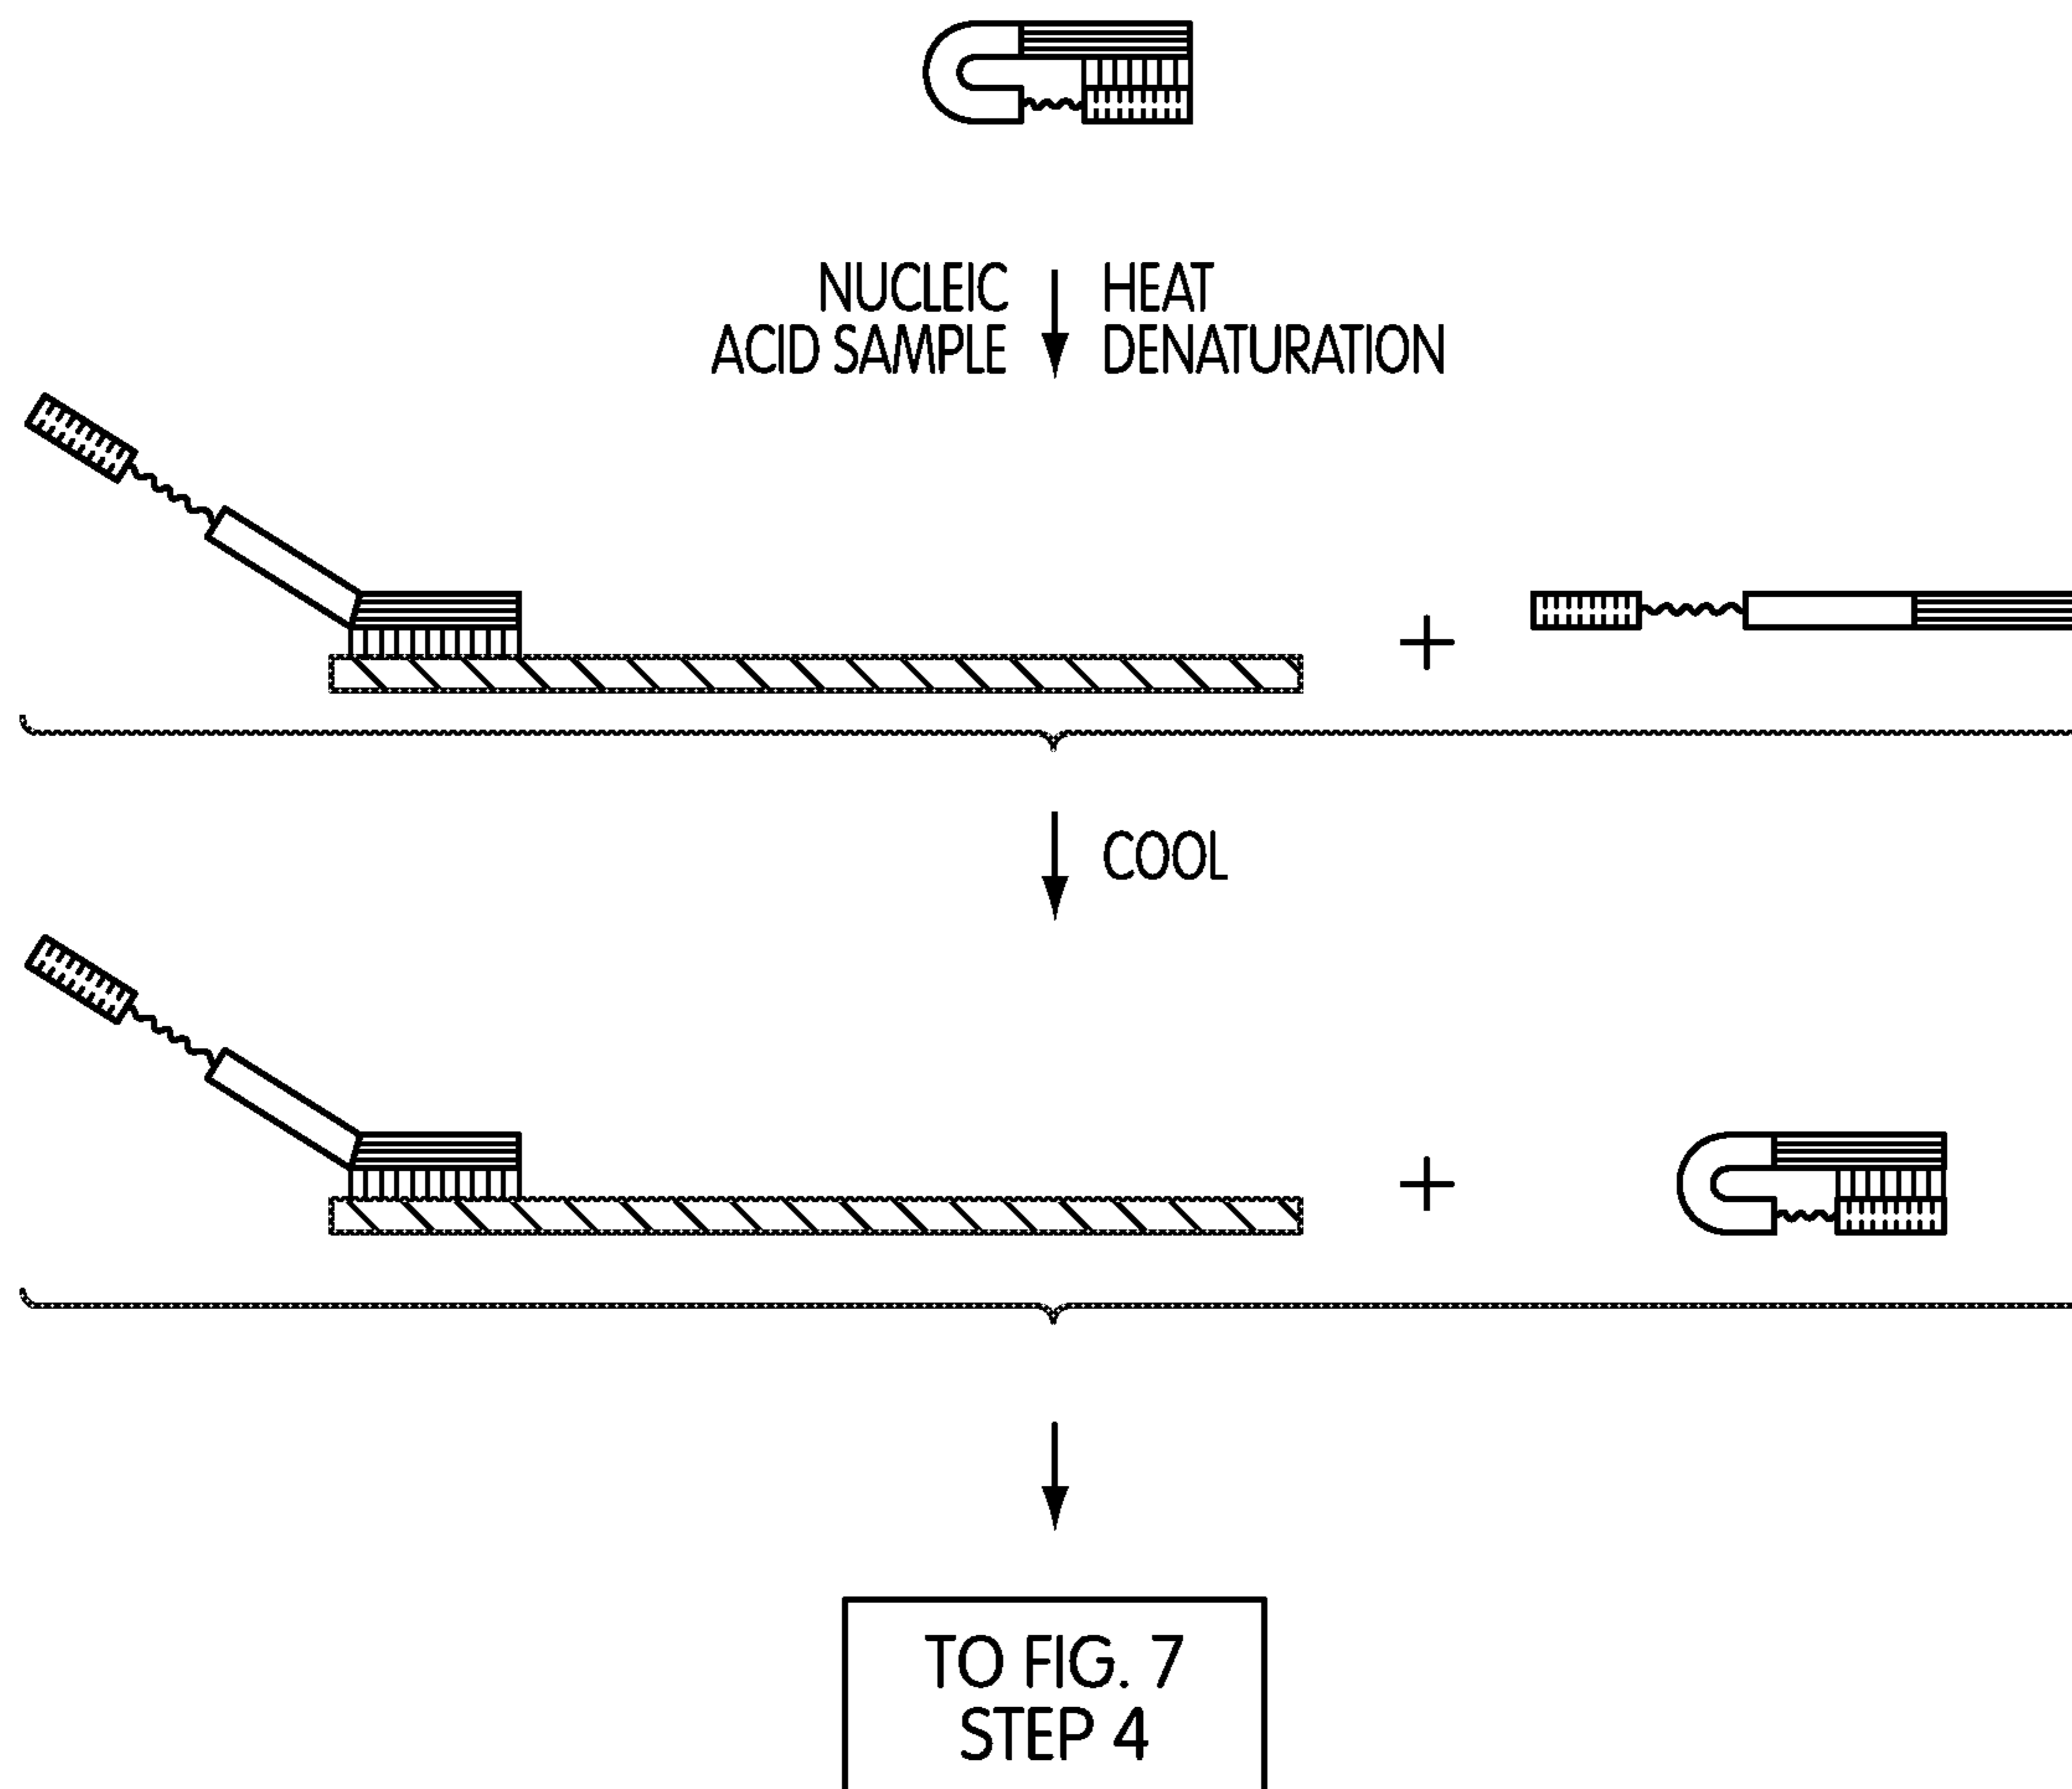 NUCLEIC
ACID SAMPLE
HEAT
DENATURATION
COOL
TO FIG. 7
STEP 4